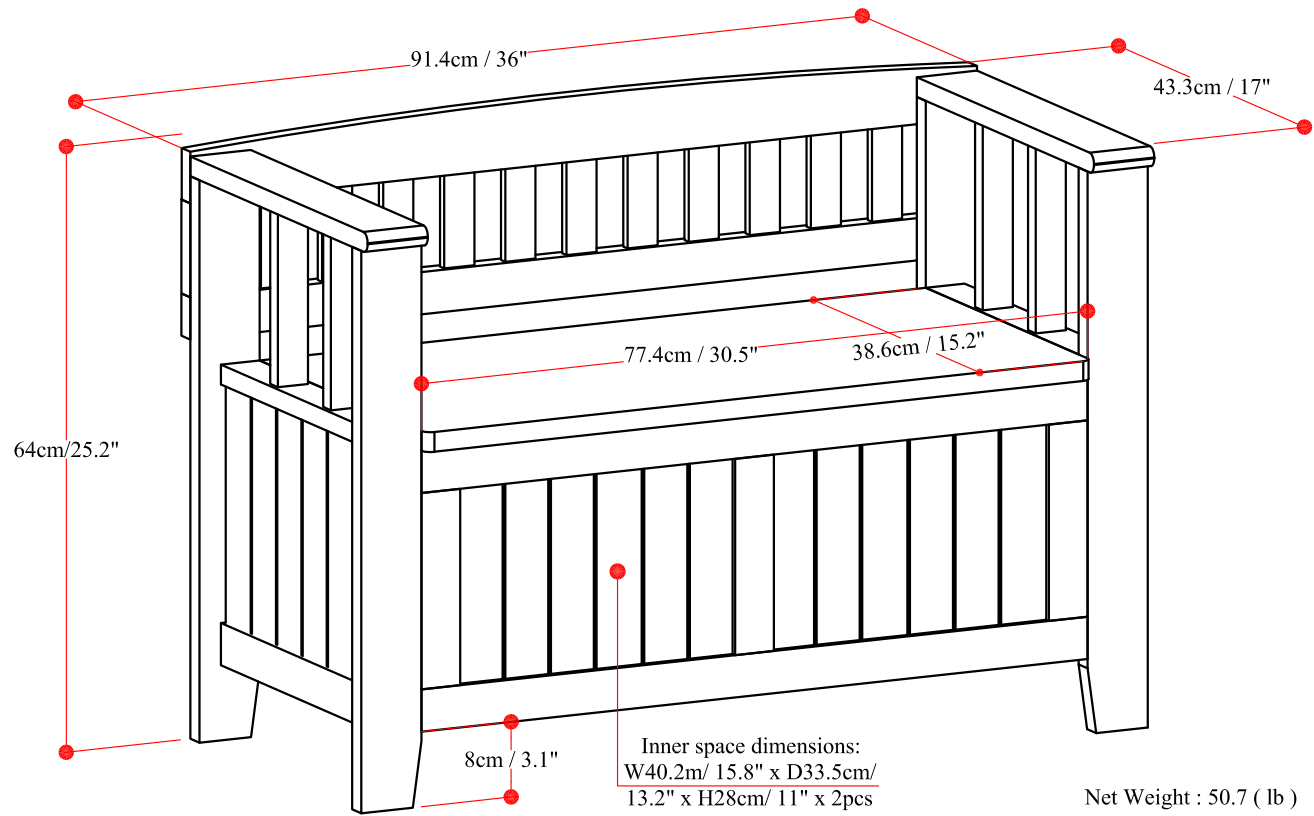 91.4cm / 36"
43.3cm / 17"
77.4cm / 30.5"
38.6cm / 15.2"
64cm/25.2"
8cm / 3.1"
Inner space dimensions:
W40.2m/ 15.8" x D33.5cm/
13.2" x H28cm/ 11" x 2pcs
Net Weight : 50.7 ( lb )